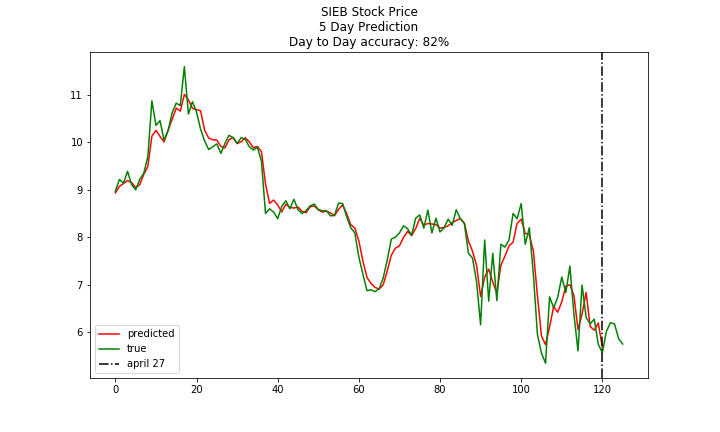 SIEB Stock Price
5 Day Prediction
Day to Day accuracy: 82%
11
10
9
8
7
6
predicted
true
april 27
0 20 40 60 80 100 120